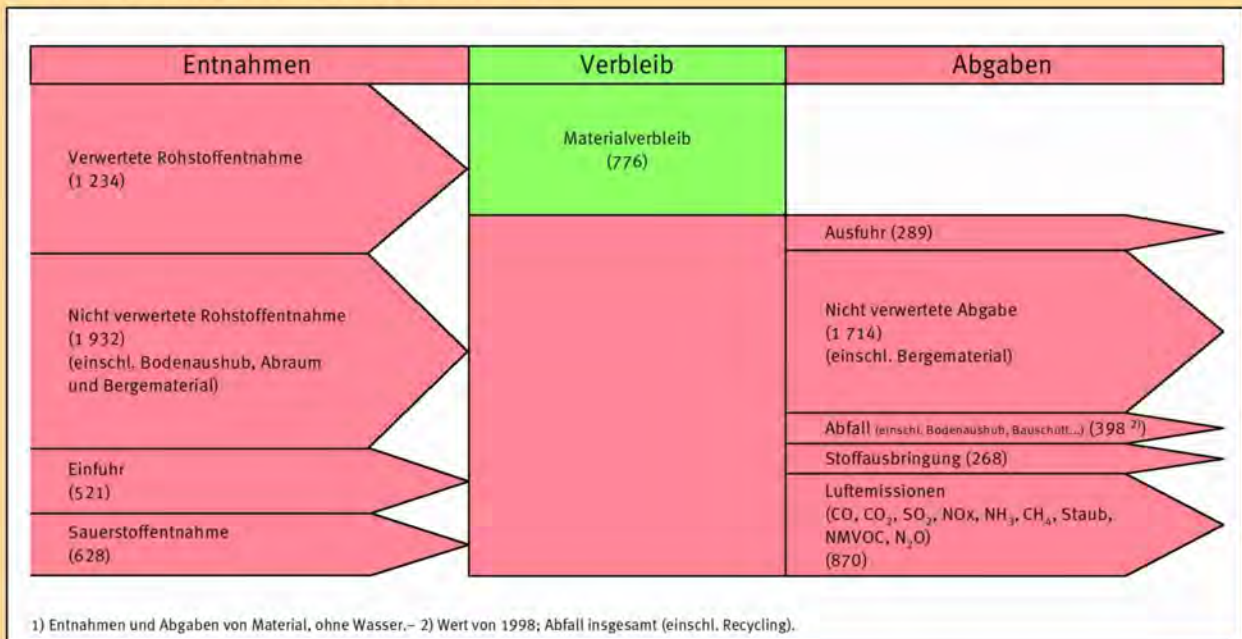 Entnahmen
Verbleib
Abgaben
Verwertete Rohstoffentnahme
(1 234)
Nicht verwertete Rohstoffentnahme
(1 932)
(einschl. Bodenaushub, Abraum
und Bergematerial)
Einfuhr
(521)
Sauerstoffentnahme
(628)
Materialverbleib
(776)
Ausfuhr (289)
Nicht verwertete Abgabe
(1 714)
(einschl. Bergematerial)
Abfall (einschl. Bodenaushub, Bauschutt...) (398 ²⁾)
Stoffausbringung (268)
Luftemissionen
(CO, CO₂, SO₂, NOx, NH₃, CH₄, Staub,
NMVOC, N₂O)
(870)
1) Entnahmen und Abgaben von Material, ohne Wasser.– 2) Wert von 1998; Abfall insgesamt (einschl. Recycling).